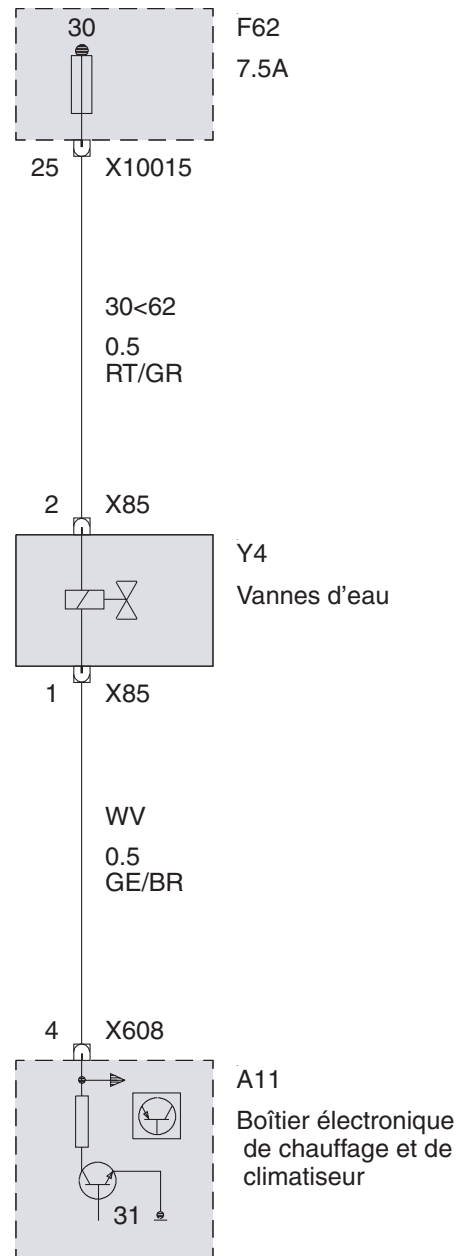 30
F62
7.5A
25 X10015
30<62
0.5
RT/GR
2 X85
Y4
Vannes d'eau
1 X85
WV
0.5
GE/BR
4 X608
A11
Boîtier électronique
de chauffage et de
climatiseur
31